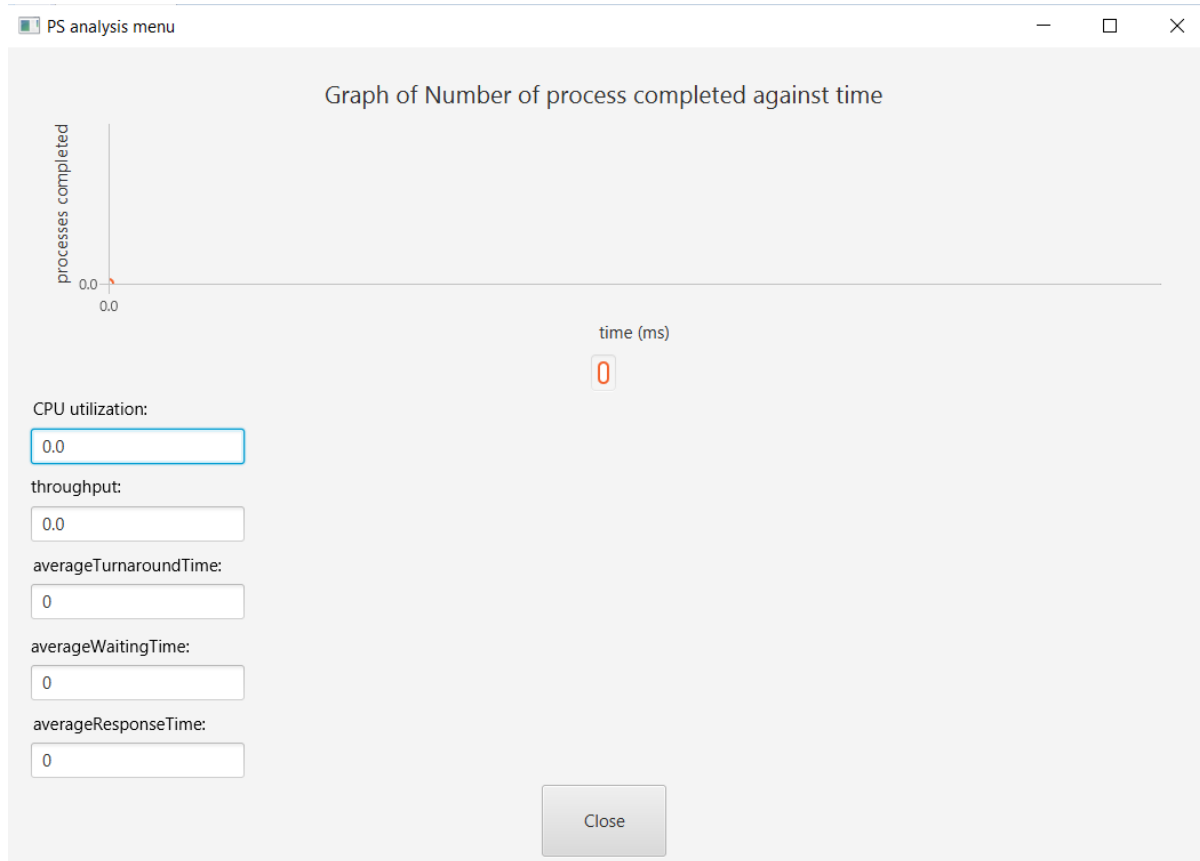 PS analysis menu
Graph of Number of process completed against time
processes completed
0.0
0.0
time (ms)
CPU utilization:
0.0
throughput:
0.0
averageTurnaroundTime:
0
averageWaitingTime:
0
averageResponseTime:
0
Close